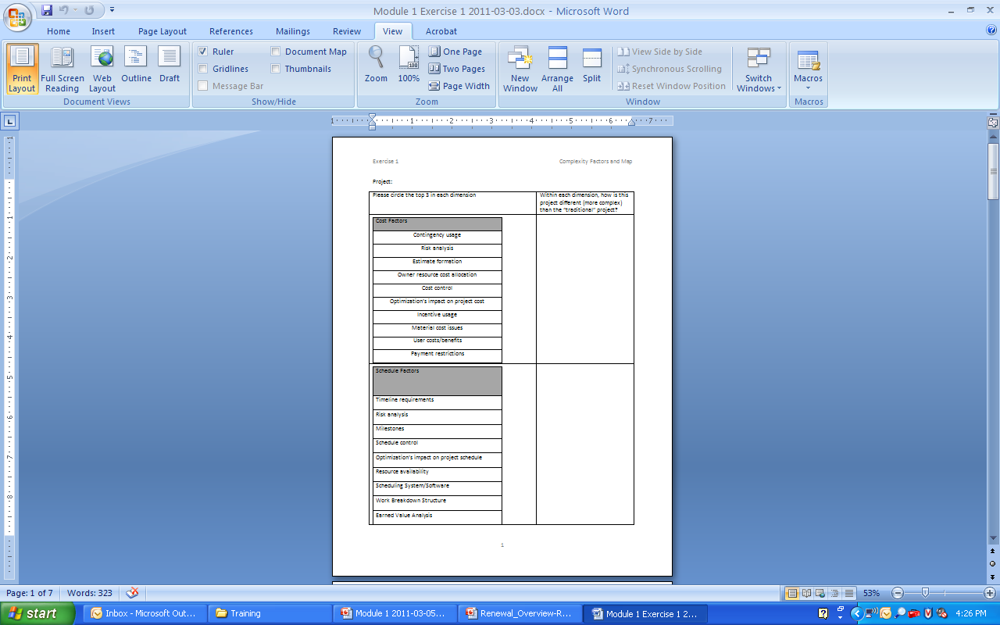 Module 1 Exercise 1 2011-03-03.docx - Microsoft Word
Home Insert Page Layout References Mailings Review View Acrobat
Print Layout
Full Screen Reading
Web Layout
Outline
Draft
Document Views
Ruler
Gridlines
Message Bar
Document Map
Thumbnails
Show/Hide
Zoom
100%
One Page
Two Pages
Page Width
Zoom
New Window
Arrange All
Split
View Side by Side
Synchronous Scrolling
Reset Window Position
Window
Switch Windows
Macros
Macros
1 1 2 3 4 5 6 7
Exercise 1 Complexity Factors and Map
Project:
Please circle the top 3 in each dimension
Within each dimension, how is this
project different (more complex)
than the "traditional" project?
Cost Factors
Contingency usage
Risk analysis
Estimate formation
Owner resource cost allocation
Cost control
Optimization's impact on project cost
Incentive usage
Material cost issues
User costs/benefits
Payment restrictions
Schedule Factors
Timeline requirements
Risk analysis
Milestones
Schedule control
Optimization's impact on project schedule
Resource availability
Scheduling System/Software
Work Breakdown Structure
Earned Value Analysis
1
Page: 1 of 7 Words: 323 53%
start Inbox - Microsoft Out... Training Module 1 2011-03-05... Renewal_Overview-R... Module 1 Exercise 1 2... 4:26 PM